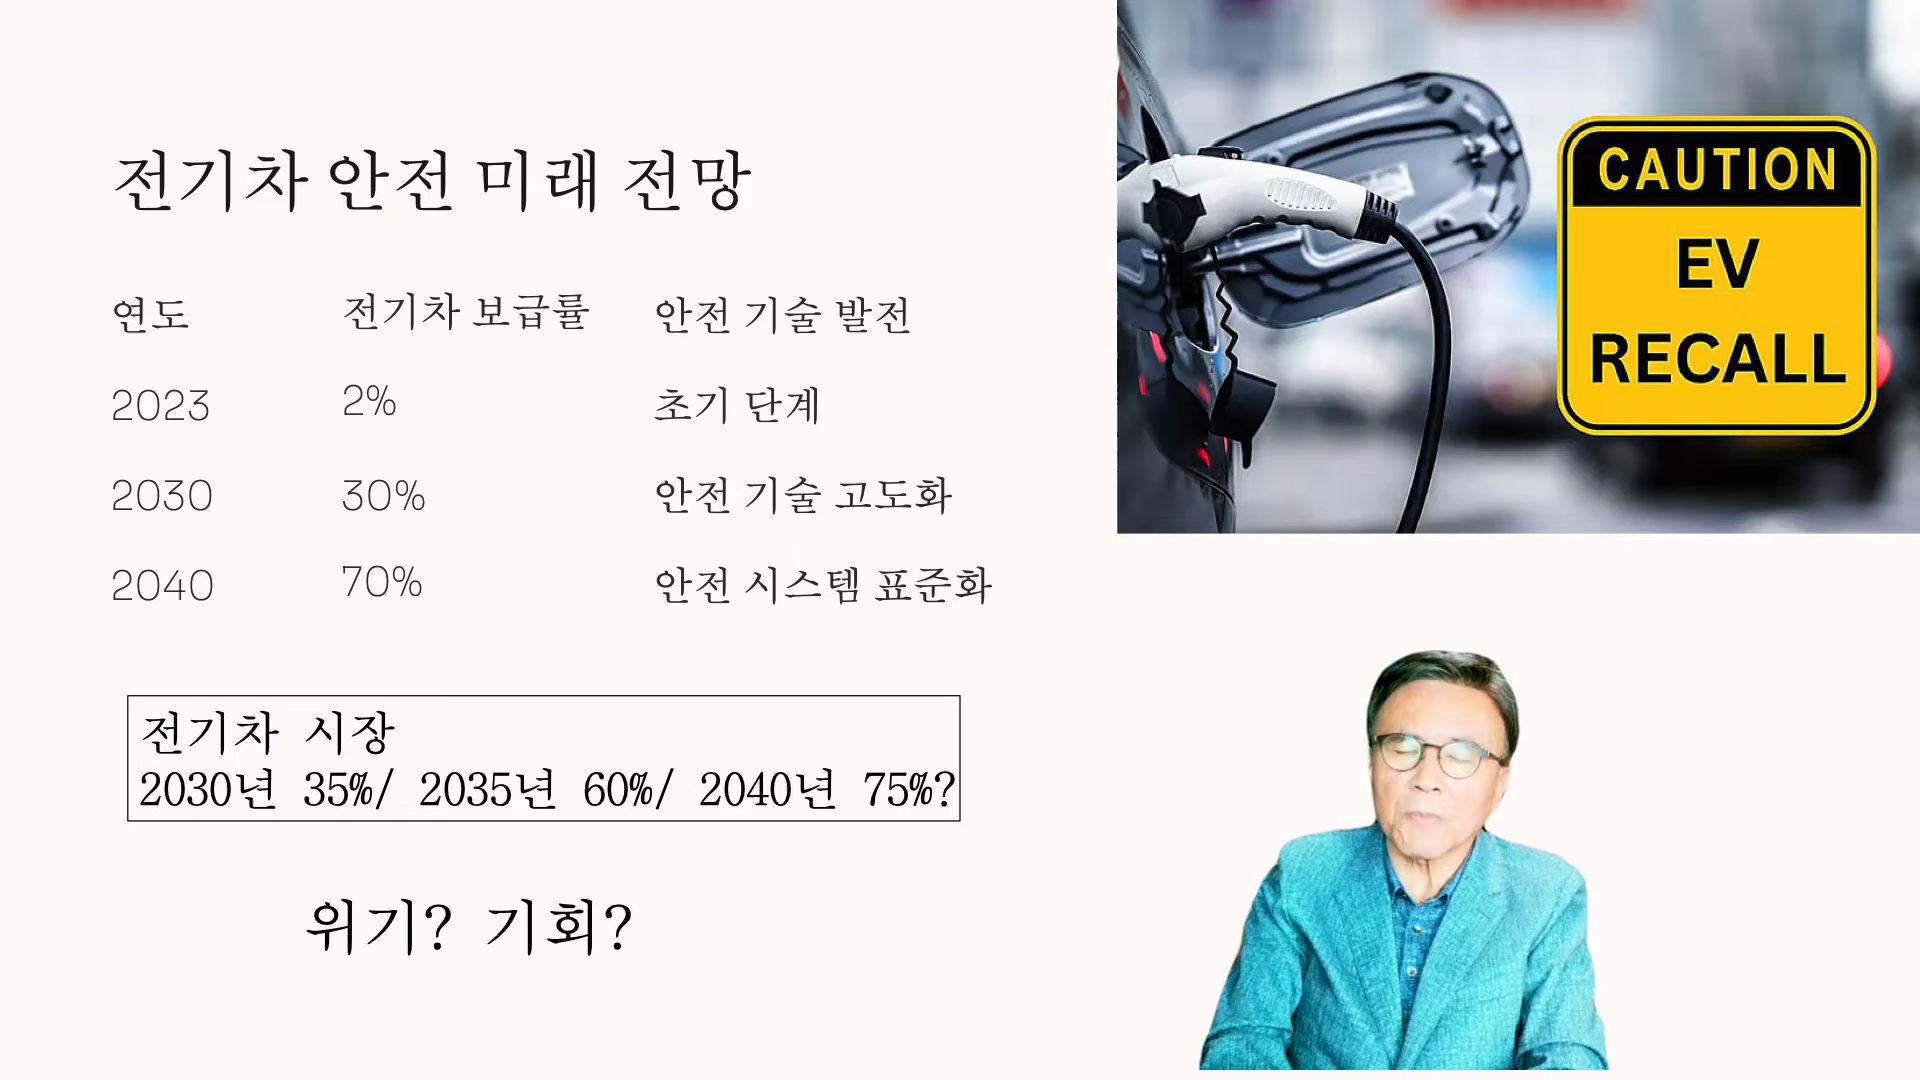 전기차 안전 미래 전망
연도 전기차 보급률 안전 기술 발전
2023 2% 초기 단계
2030 30% 안전 기술 고도화
2040 70% 안전 시스템 표준화
전기차 시장
2030년 35%/ 2035년 60%/ 2040년 75%?
위기? 기회?
CAUTION
EV
RECALL